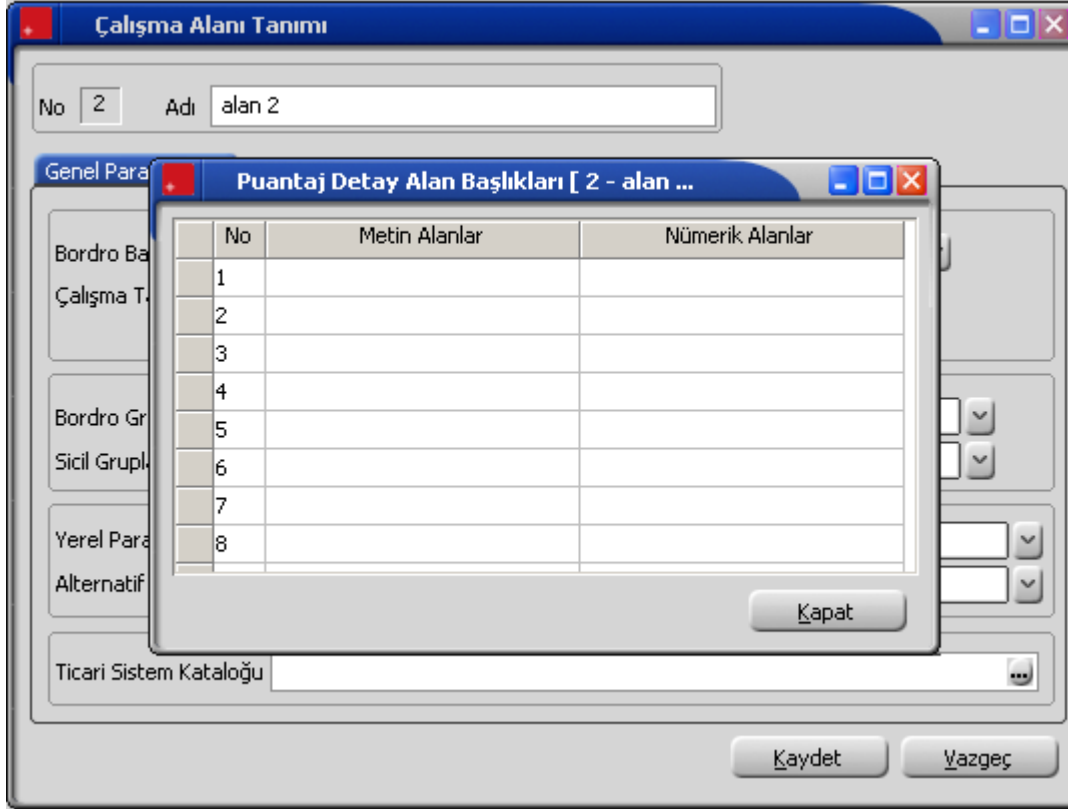 Çalışma Alanı Tanımı
No 2 Adı alan 2
Genel Para
Puantaj Detay Alan Başlıkları [ 2 - alan ...
No Metin Alanlar Nümerik Alanlar
1
2
3
4
5
6
7
8
Kapat
Bordro Ba
Çalışma T
Bordro Gr
Sicil Grupl
Yerel Para
Alternatif
Ticari Sistem Kataloğu
...
Kaydet Vazgeç